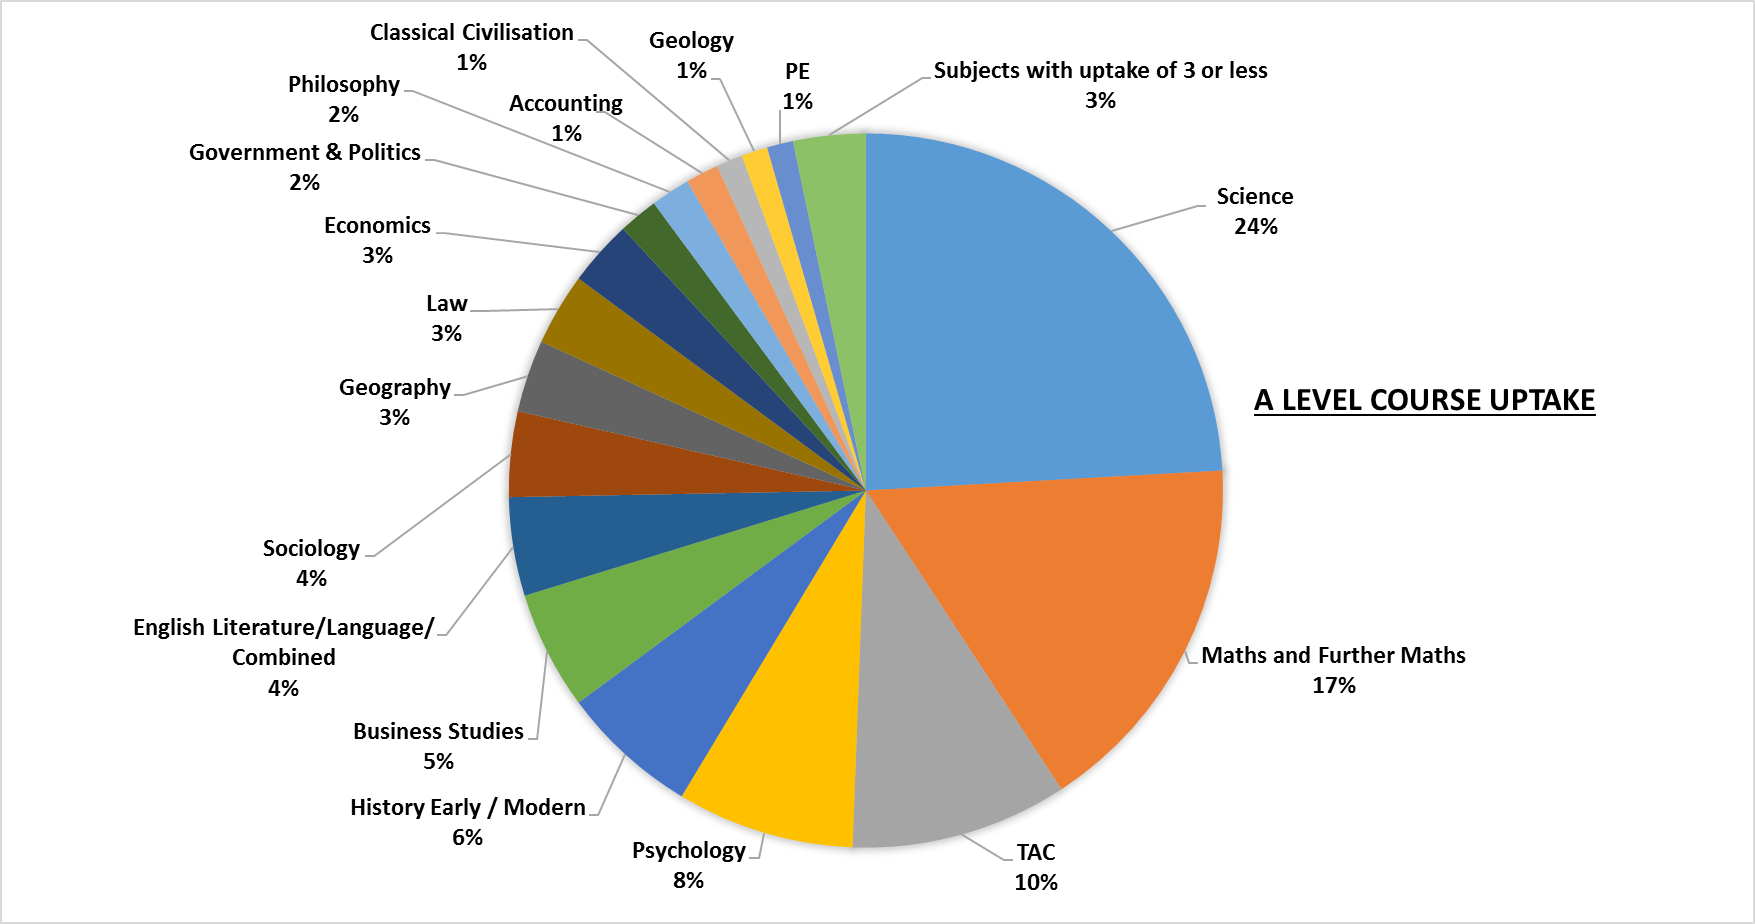 Classical Civilisation
1%
Geology
1%
PE
1%
Subjects with uptake of 3 or less
3%
Philosophy
2%
Accounting
1%
Government & Politics
2%
Science
24%
Economics
3%
Law
3%
Geography
3%
A LEVEL COURSE UPTAKE
Sociology
4%
English Literature/Language/
Combined
4%
Maths and Further Maths
17%
Business Studies
5%
History Early / Modern
6%
Psychology
8%
TAC
10%